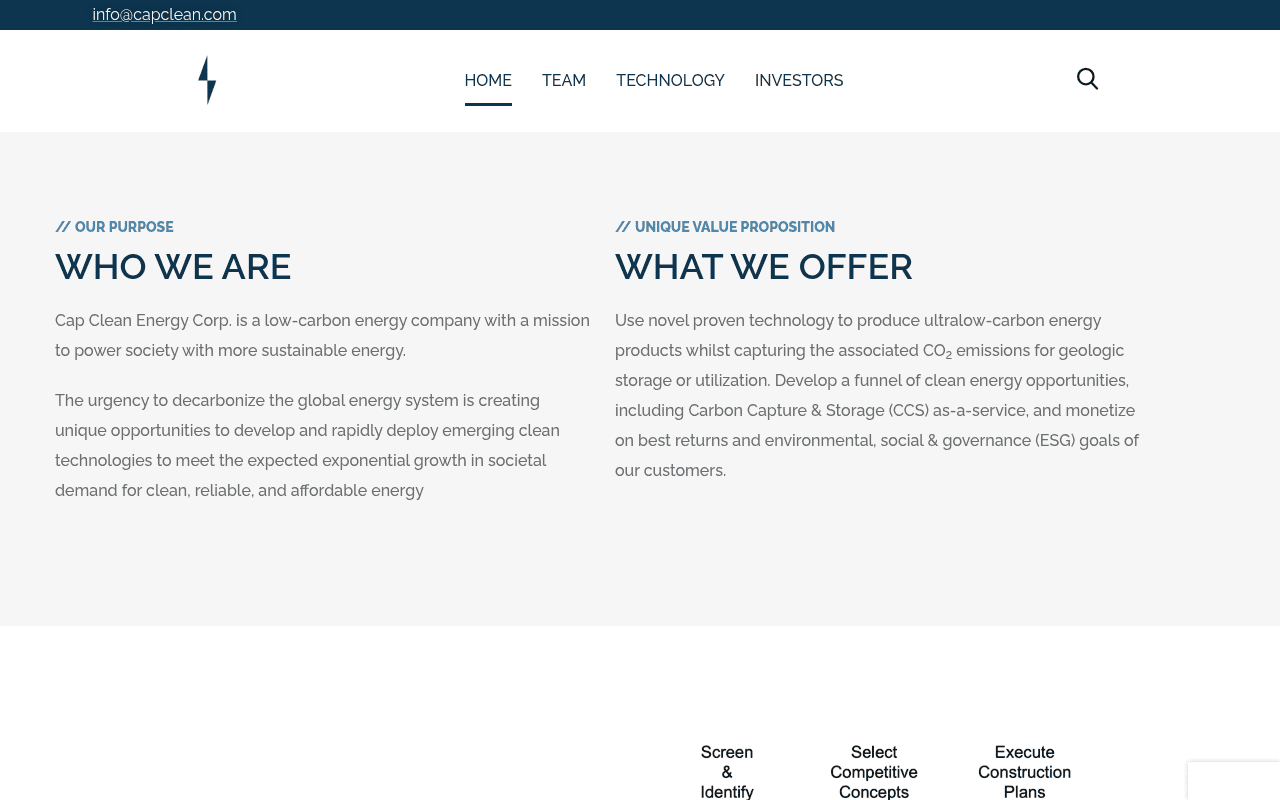 info@capclean.com
HOME TEAM TECHNOLOGY INVESTORS
// OUR PURPOSE
WHO WE ARE
Cap Clean Energy Corp. is a low-carbon energy company with a mission
to power society with more sustainable energy.
The urgency to decarbonize the global energy system is creating
unique opportunities to develop and rapidly deploy emerging clean
technologies to meet the expected exponential growth in societal
demand for clean, reliable, and affordable energy
// UNIQUE VALUE PROPOSITION
WHAT WE OFFER
Use novel proven technology to produce ultralow-carbon energy
products whilst capturing the associated CO₂ emissions for geologic
storage or utilization. Develop a funnel of clean energy opportunities,
including Carbon Capture & Storage (CCS) as-a-service, and monetize
on best returns and environmental, social & governance (ESG) goals of
our customers.
Screen
&
Identify
Select
Competitive
Concepts
Execute
Construction
Plans